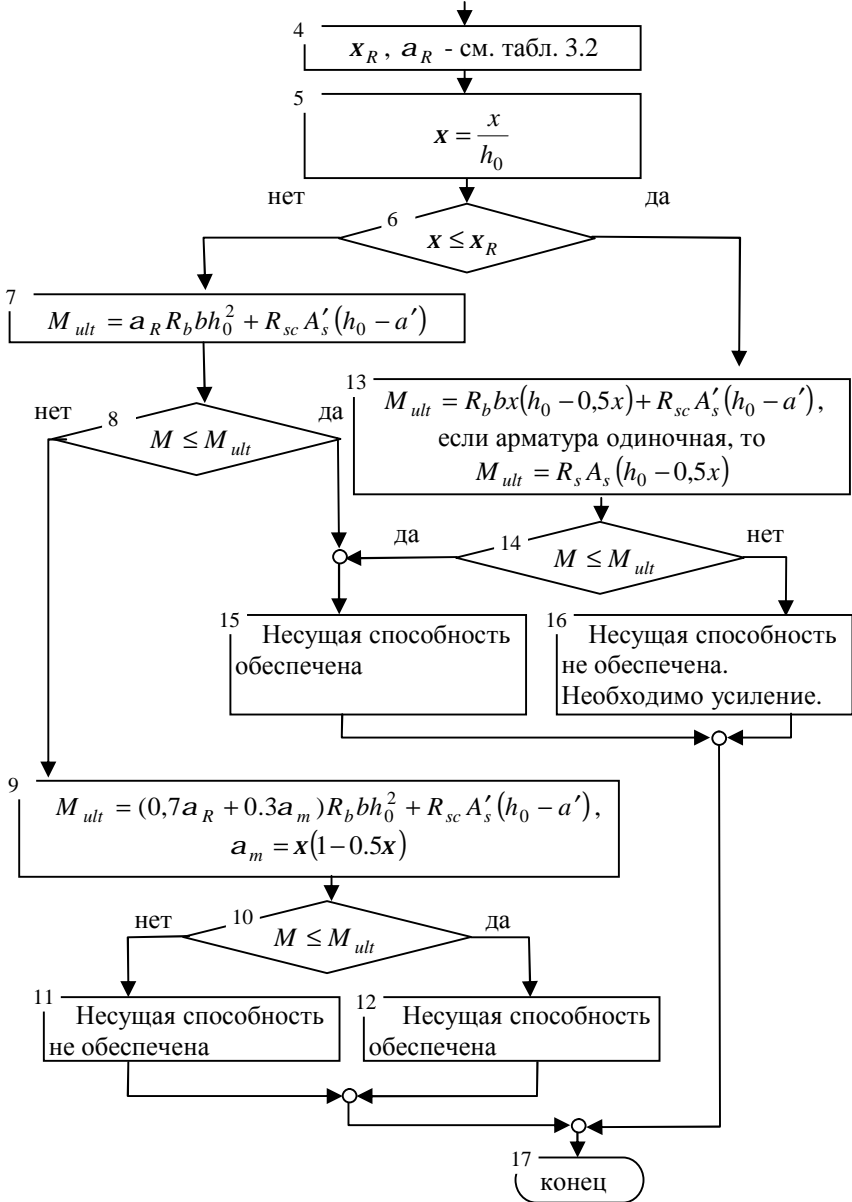 4
x_R , a_R - см. табл. 3.2
5
x = x / h_0
нет
да
6
x ≤ x_R
7
M_ult = a_R R_b b h_0^2 + R_sc A_s′ (h_0 − a′)
13
M_ult = R_b b x (h_0 − 0,5x) + R_sc A_s′ (h_0 − a′),
если арматура одиночная, то
M_ult = R_s A_s (h_0 − 0,5x)
нет
8
да
M ≤ M_ult
да
14
нет
M ≤ M_ult
15
Несущая способность
обеспечена
16
Несущая способность
не обеспечена.
Необходимо усиление.
9
M_ult = (0,7a_R + 0.3a_m) R_b b h_0^2 + R_sc A_s′ (h_0 − a′),
a_m = x(1 − 0.5x)
нет
10
да
M ≤ M_ult
11
Несущая способность
не обеспечена
12
Несущая способность
обеспечена
17
конец